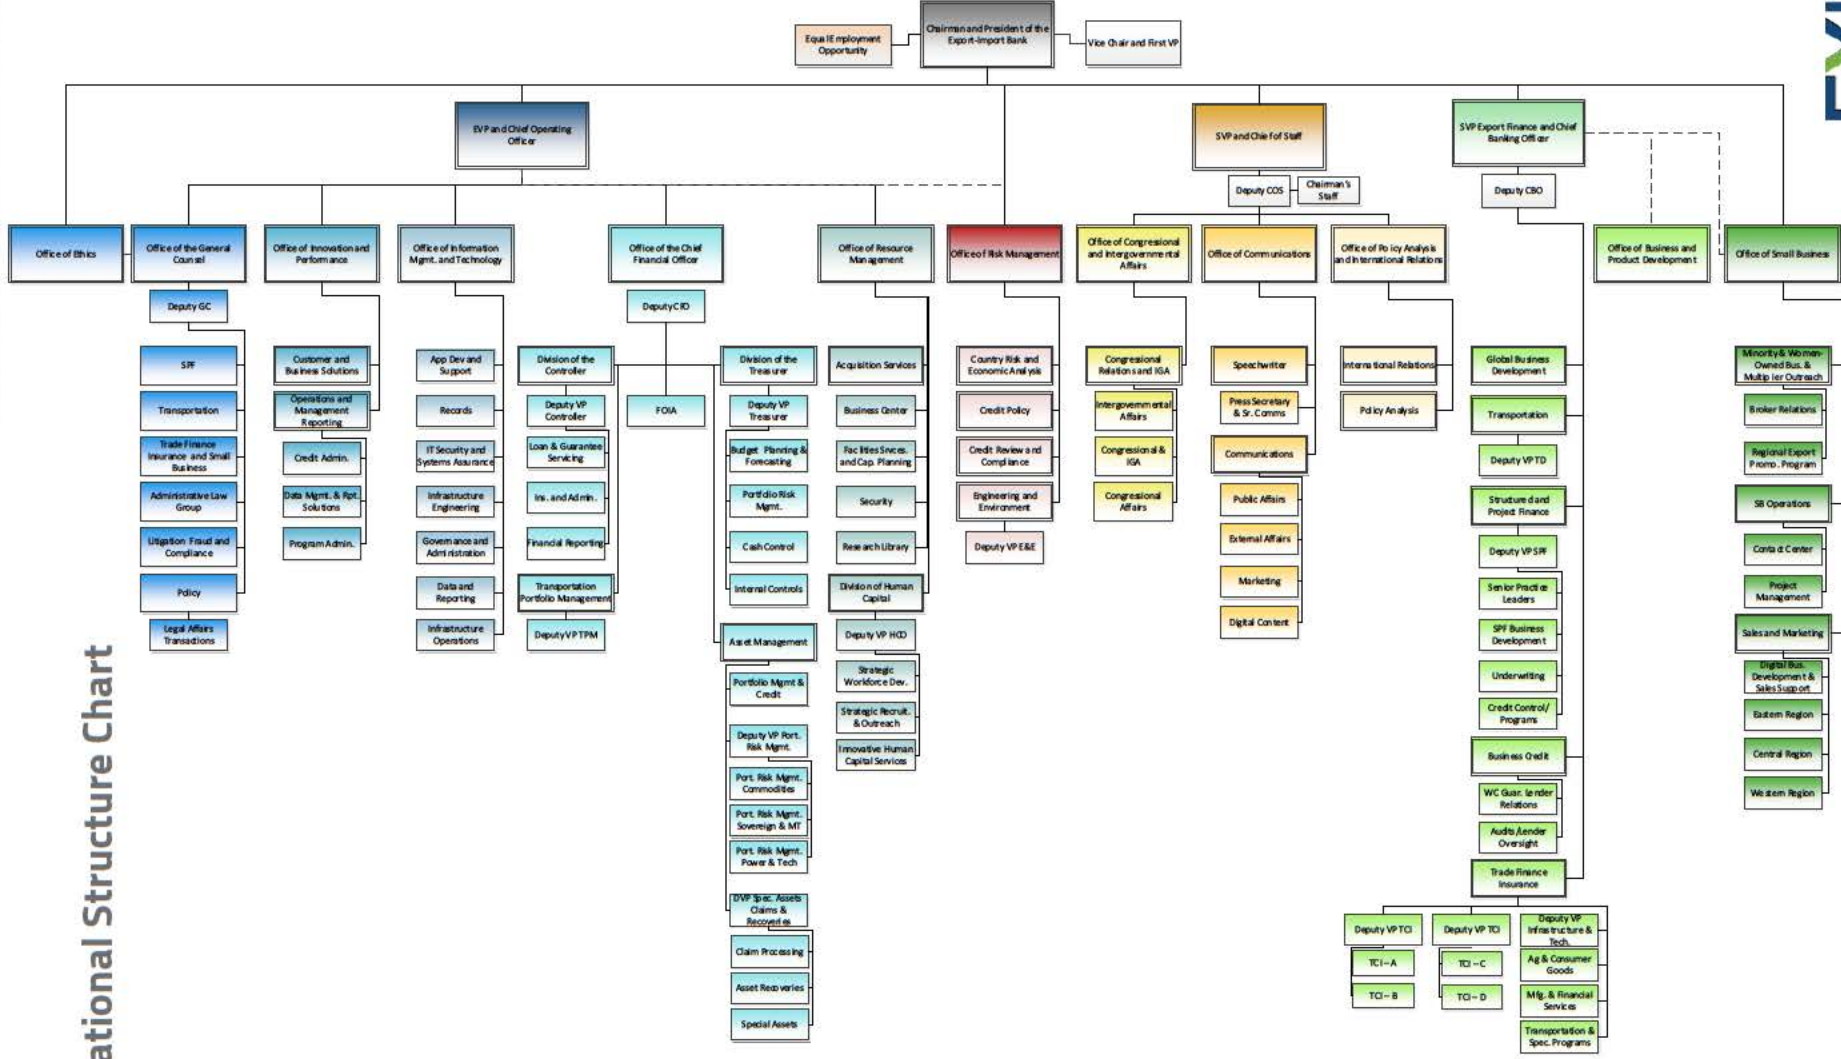 Chairman and President of the
Export-Import Bank
Equal Employment
Opportunity
Vice Chair and First VP
EXI
EVP and Chief Operating
Officer
SVP and Chief of Staff
SVP Export Finance and Chief
Banking Officer
Deputy COS
Chairman's
Staff
Deputy CBO
Office of Ethics
Office of the General
Counsel
Office of Innovation and
Performance
Office of Information
Mgmt. and Technology
Office of the Chief
Financial Officer
Office of Resource
Management
Office of Risk Management
Office of Congressional
and Intergovernmental
Affairs
Office of Communications
Office of Policy Analysis
and International Relations
Office of Business and
Product Development
Office of Small Business
Deputy GC
SPF
Transportation
Trade Finance
Insurance and Small
Business
Administrative Law
Group
Litigation Fraud and
Compliance
Policy
Legal Affairs
Transactions
Customer and
Business Solutions
Operations and
Management
Reporting
Credit Admin.
Data Mgmt. & Rpt.
Solutions
Program Admin.
App Dev and
Support
Records
IT Security and
Systems Assurance
Infrastructure
Engineering
Governance and
Administration
Data and
Reporting
Infrastructure
Operations
Deputy CFO
Division of the
Controller
Deputy VP
Controller
Loan & Guarantee
Servicing
Ins. and Admin.
Financial Reporting
Transportation
Portfolio Management
Deputy VP TPM
FOIA
Division of the
Treasurer
Deputy VP
Treasurer
Budget Planning &
Forecasting
Portfolio Risk
Mgmt.
Cash Control
Internal Controls
Asset Management
Portfolio Mgmt &
Credit
Deputy VP Port.
Risk Mgmt.
Port. Risk Mgmt.
Commodities
Port. Risk Mgmt.
Sovereign & MT
Port. Risk Mgmt.
Power & Tech
DVP Spec. Assets
Claims &
Recoveries
Claim Processing
Asset Recoveries
Special Assets
Acquisition Services
Business Center
Facilities Srvces.
and Cap. Planning
Security
Research Library
Division of Human
Capital
Deputy VP HCD
Strategic
Workforce Dev.
Strategic Recruit.
& Outreach
Innovative Human
Capital Services
Country Risk and
Economic Analysis
Credit Policy
Credit Review and
Compliance
Engineering and
Environment
Deputy VP E&E
Congressional
Relations and IGA
Intergovernmental
Affairs
Congressional &
IGA
Congressional
Affairs
Speechwriter
Press Secretary
& Sr. Comms
Communications
Public Affairs
External Affairs
Marketing
Digital Content
International Relations
Policy Analysis
Global Business
Development
Transportation
Deputy VP TD
Structured and
Project Finance
Deputy VP SPF
Senior Practice
Leaders
SPF Business
Development
Underwriting
Credit Control/
Programs
Business Credit
WC Guar. Lender
Relations
Audits/Lender
Oversight
Trade Finance
Insurance
Deputy VP TCI
TCI – A
TCI – B
Deputy VP TCI
TCI – C
TCI – D
Deputy VP
Infrastructure &
Tech.
Ag & Consumer
Goods
Mfg. & Financial
Services
Transportation &
Spec. Programs
Minority & Women-
Owned Bus. &
Multiplier Outreach
Broker Relations
Regional Export
Promo. Program
SB Operations
Contact Center
Project
Management
Sales and Marketing
Digital Bus.
Development &
Sales Support
Eastern Region
Central Region
Western Region
ational Structure Chart